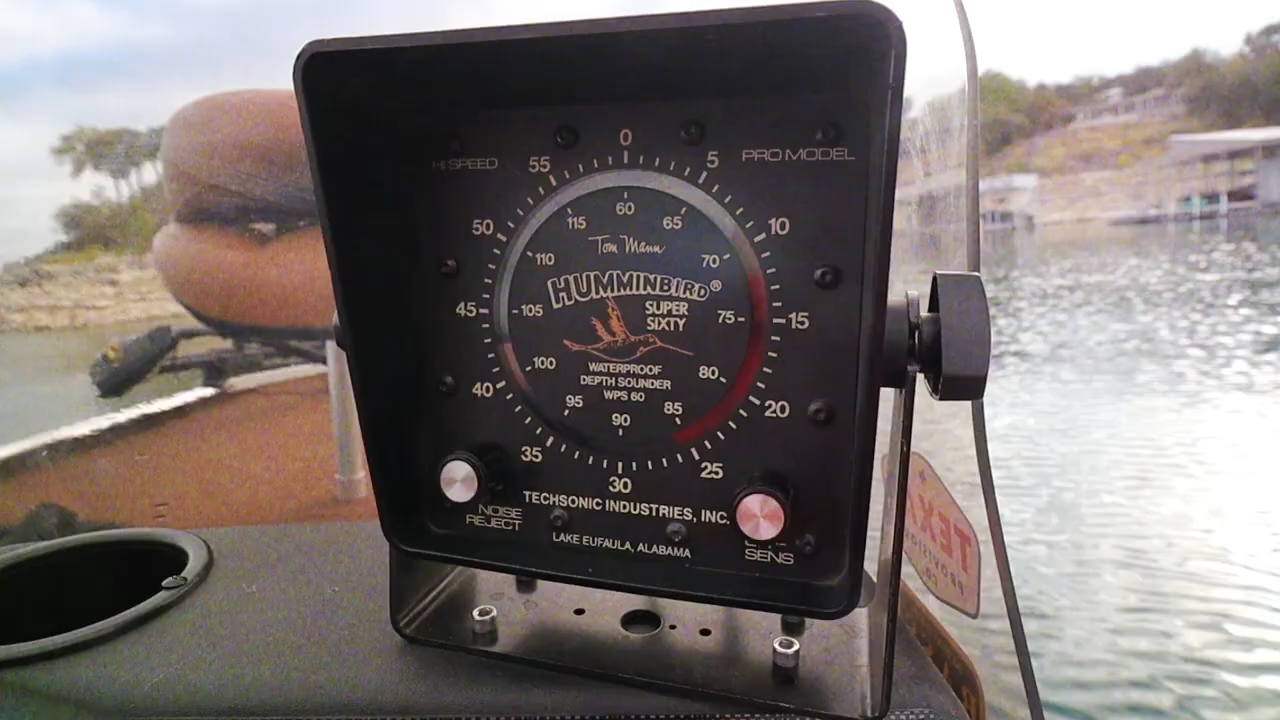 HI SPEED
PRO MODEL
0
5
10
15
20
25
30
35
40
45
50
55
60
65
70
75
80
85
90
95
100
105
110
115
Tom Mann
HUMMINBIRD®
SUPER
SIXTY
WATERPROOF
DEPTH SOUNDER
WPS 60
TECHSONIC INDUSTRIES, INC.
LAKE EUFAULA, ALABAMA
NOISE
REJECT
SENS
PROVISION
CO